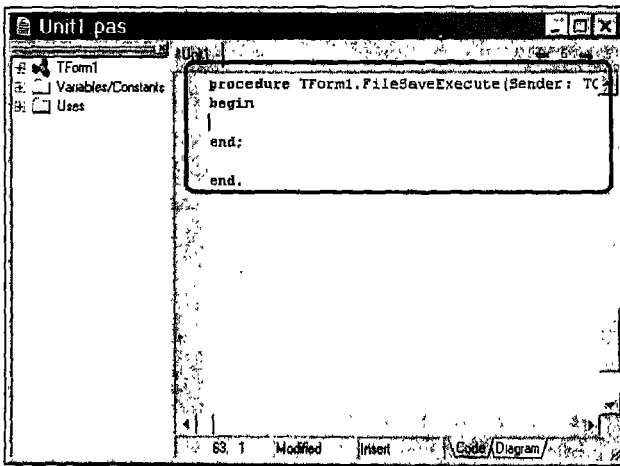 Unit1.pas
Unit1
TForm1
Variables/Constants
Uses
procedure TForm1.FileSaveExecute(Sender: TO
begin
end;
end.
63, 1 Modified Insert Code Diagram